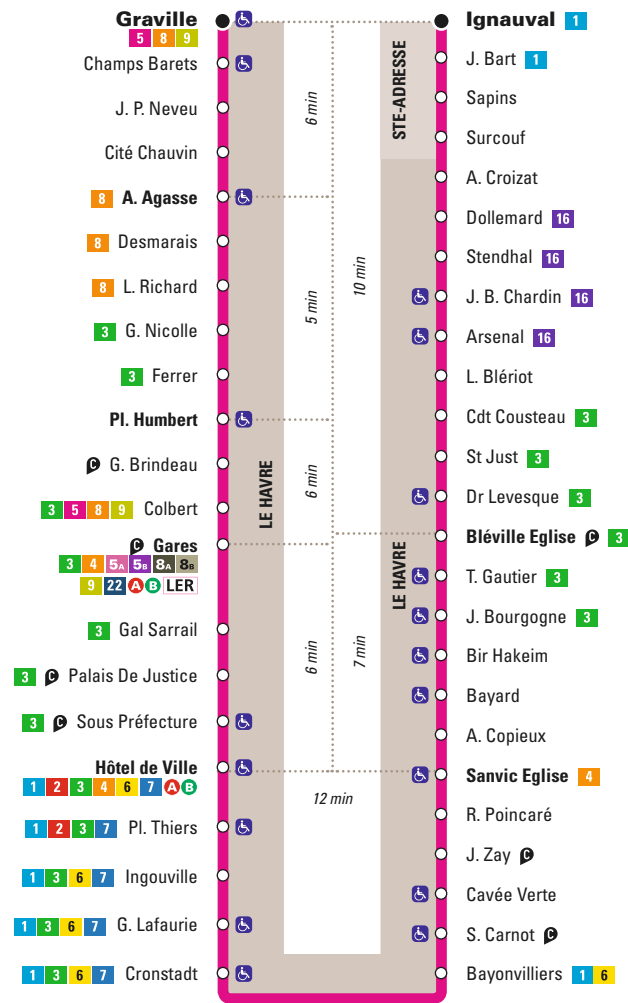 Graville
5 8 9
Champs Barets
J. P. Neveu
Cité Chauvin
8 A. Agasse
8 Desmarais
8 L. Richard
3 G. Nicolle
3 Ferrer
Pl. Humbert
C G. Brindeau
3 5 8 9 Colbert
C Gares
3 4 5A 5B 8A 8B
9 22 A B LER
3 Gal Sarrail
3 C Palais De Justice
3 C Sous Préfecture
Hôtel de Ville
1 2 3 4 6 7 A B
1 2 3 7 Pl. Thiers
1 3 6 7 Ingouville
1 3 6 7 G. Lafaurie
1 3 6 7 Cronstadt
LE HAVRE
6 min
5 min
6 min
6 min
12 min
10 min
7 min
STE-ADRESSE
LE HAVRE
Ignauval 1
J. Bart 1
Sapins
Surcouf
A. Croizat
Dollemard 16
Stendhal 16
J. B. Chardin 16
Arsenal 16
L. Blériot
Cdt Cousteau 3
St Just 3
Dr Levesque 3
Bléville Eglise C 3
T. Gautier 3
J. Bourgogne 3
Bir Hakeim
Bayard
A. Copieux
Sanvic Eglise 4
R. Poincaré
J. Zay C
Cavée Verte
S. Carnot C
Bayonvilliers 1 6